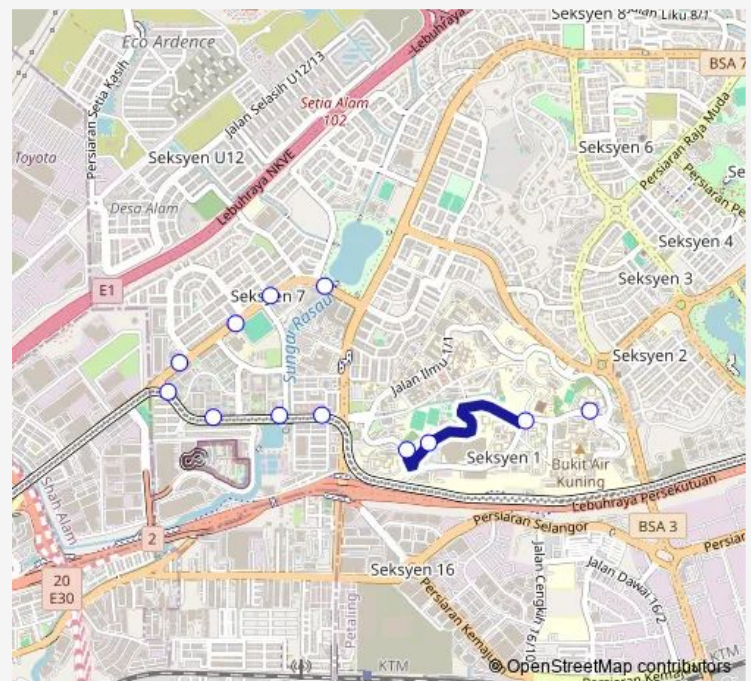 Seksyen 8
Jalan Liku 8/1
Eco Ardence
Lebuhraya
BSA 7
Persiaran Setia Kasih
Jalan Selasih U12/13
Setia Alam
102
Toyota
Seksyen U12
Seksyen 6
Persiaran Raja Muda
Desa Alam
Lebuhraya NKVE
Seksyen 4
Seksyen 3
E1
Seksyen 7
Sungai Rasau
Seksyen 2
Jalan Ilmu 1/1
Seksyen 1
Bukit Air
Kuning
Lebuhraya Persekutuan
Shah Alam
2
Persiaran Selangor
BSA 3
20
E30
Petaling
Seksyen 16
Jalan Cengkih 16/10
Jalan Dawai 16/2
Persiaran Kemajuan
KTM
KTM
© OpenStreetMap contributors